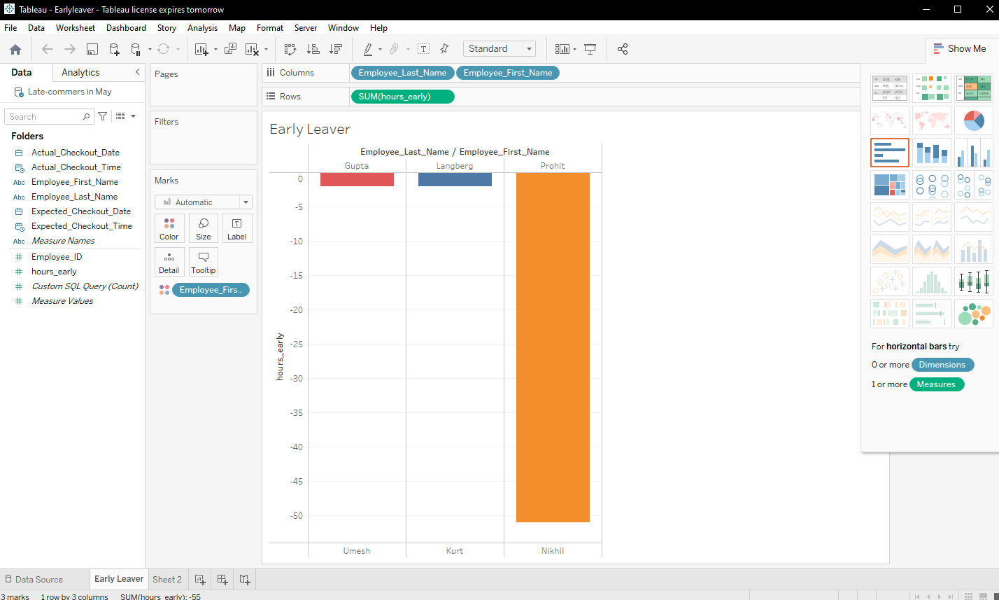 Tableau - Earlyleaver - Tableau license expires tomorrow
File Data Worksheet Dashboard Story Analysis Map Format Server Window Help
Standard
Show Me
Data Analytics
Late-commers in May
Search
Folders
Actual_Checkout_Date
Actual_Checkout_Time
Abc Employee_First_Name
Abc Employee_Last_Name
Expected_Checkout_Date
Expected_Checkout_Time
Abc Measure Names
Employee_ID
hours_early
Custom SQL Query (Count)
Measure Values
Pages
Filters
Marks
Automatic
Color Size Label
Detail Tooltip
Employee_Firs..
Columns Employee_Last_Name Employee_First_Name
Rows SUM(hours_early)
Early Leaver
Employee_Last_Name / Employee_First_Name
Gupta Langberg Prohit
0
-5
-10
-15
-20
-25
-30
-35
-40
-45
-50
hours_early
Umesh Kurt Nikhil
For horizontal bars try
0 or more Dimensions
1 or more Measures
Data Source Early Leaver Sheet 2
3 marks 1 row by 3 columns SUM(hours_early): -55